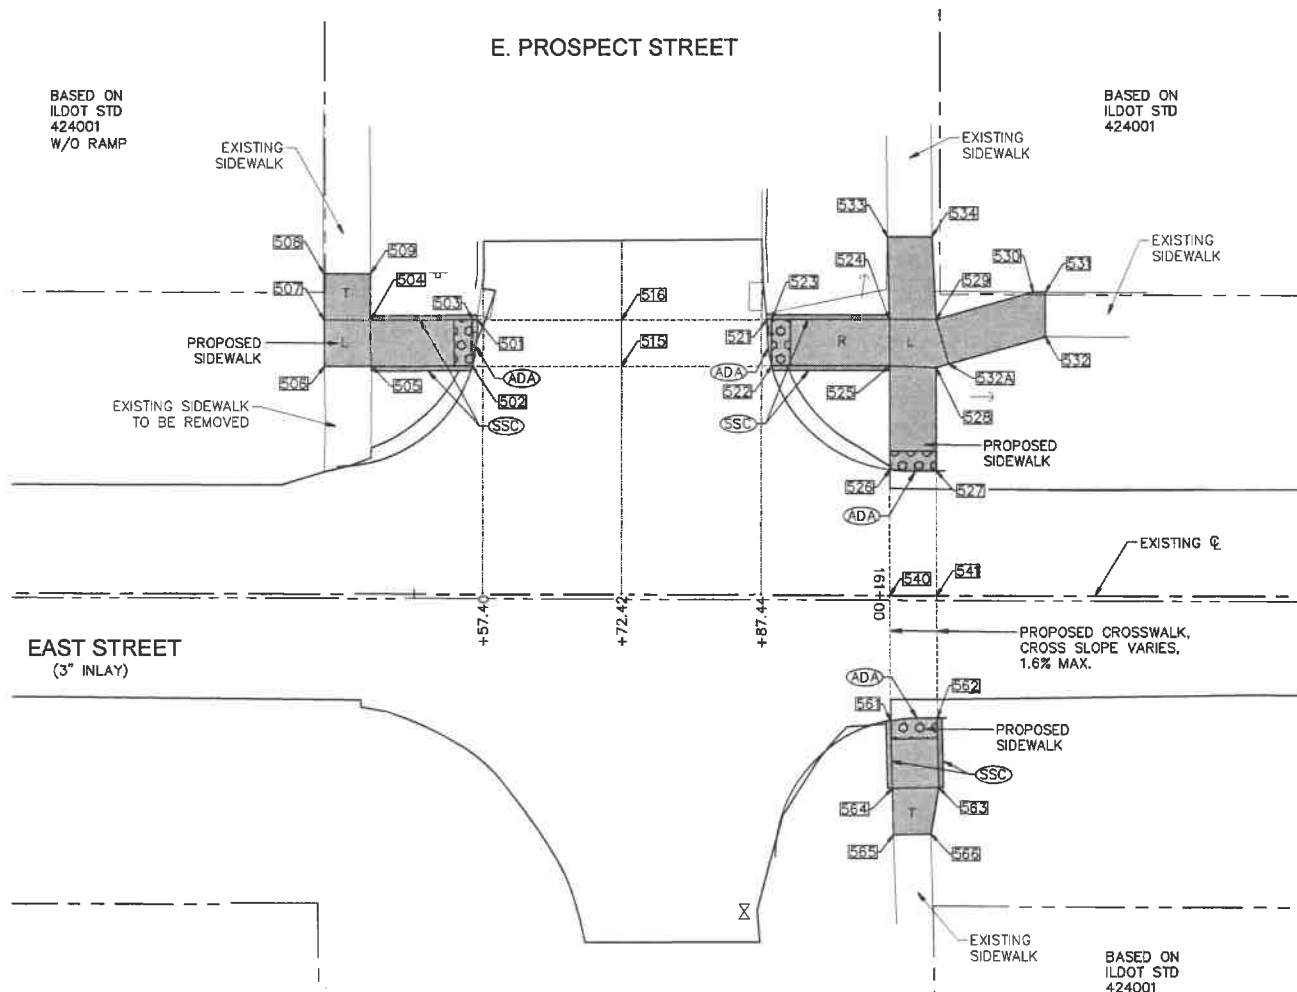 E. PROSPECT STREET
BASED ON
ILDOT STD
424001
W/O RAMP
BASED ON
ILDOT STD
424001
EXISTING
SIDEWALK
EXISTING
SIDEWALK
533
534
508
509
504
524
530
531
EXISTING
SIDEWALK
507
503
516
523
529
T
PROPOSED
SIDEWALK
L
501
521
R
L
515
506
505
ADA
502
ADA
522
525
532A
532
EXISTING SIDEWALK
TO BE REMOVED
SSC
SSC
528
PROPOSED
SIDEWALK
526
527
ADA
EXISTING ℄
+57.4
+72.42
+87.4
161+00
540
541
EAST STREET
(3" INLAY)
PROPOSED CROSSWALK,
CROSS SLOPE VARIES,
1.6% MAX.
ADA
562
561
PROPOSED
SIDEWALK
SSC
564
563
T
565
566
EXISTING
SIDEWALK
BASED ON
ILDOT STD
424001